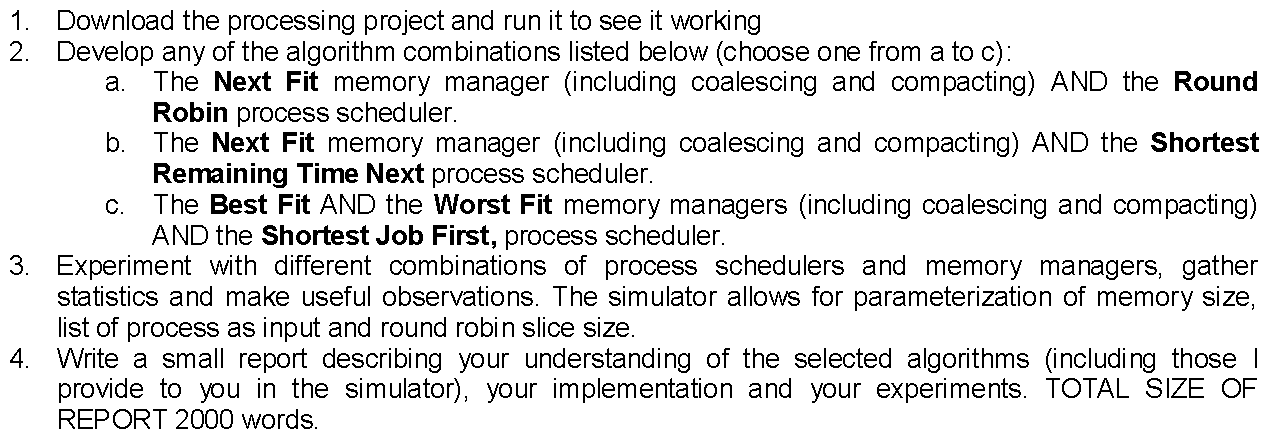 1. Download the processing project and run it to see it working
2. Develop any of the algorithm combinations listed below (choose one from a to c):
a. The Next Fit memory manager (including coalescing and compacting) AND the Round
Robin process scheduler.
b. The Next Fit memory manager (including coalescing and compacting) AND the Shortest
Remaining Time Next process scheduler.
c. The Best Fit AND the Worst Fit memory managers (including coalescing and compacting)
AND the Shortest Job First, process scheduler.
3. Experiment with different combinations of process schedulers and memory managers, gather
statistics and make useful observations. The simulator allows for parameterization of memory size,
list of process as input and round robin slice size.
4. Write a small report describing your understanding of the selected algorithms (including those I
provide to you in the simulator), your implementation and your experiments. TOTAL SIZE OF
REPORT 2000 words.